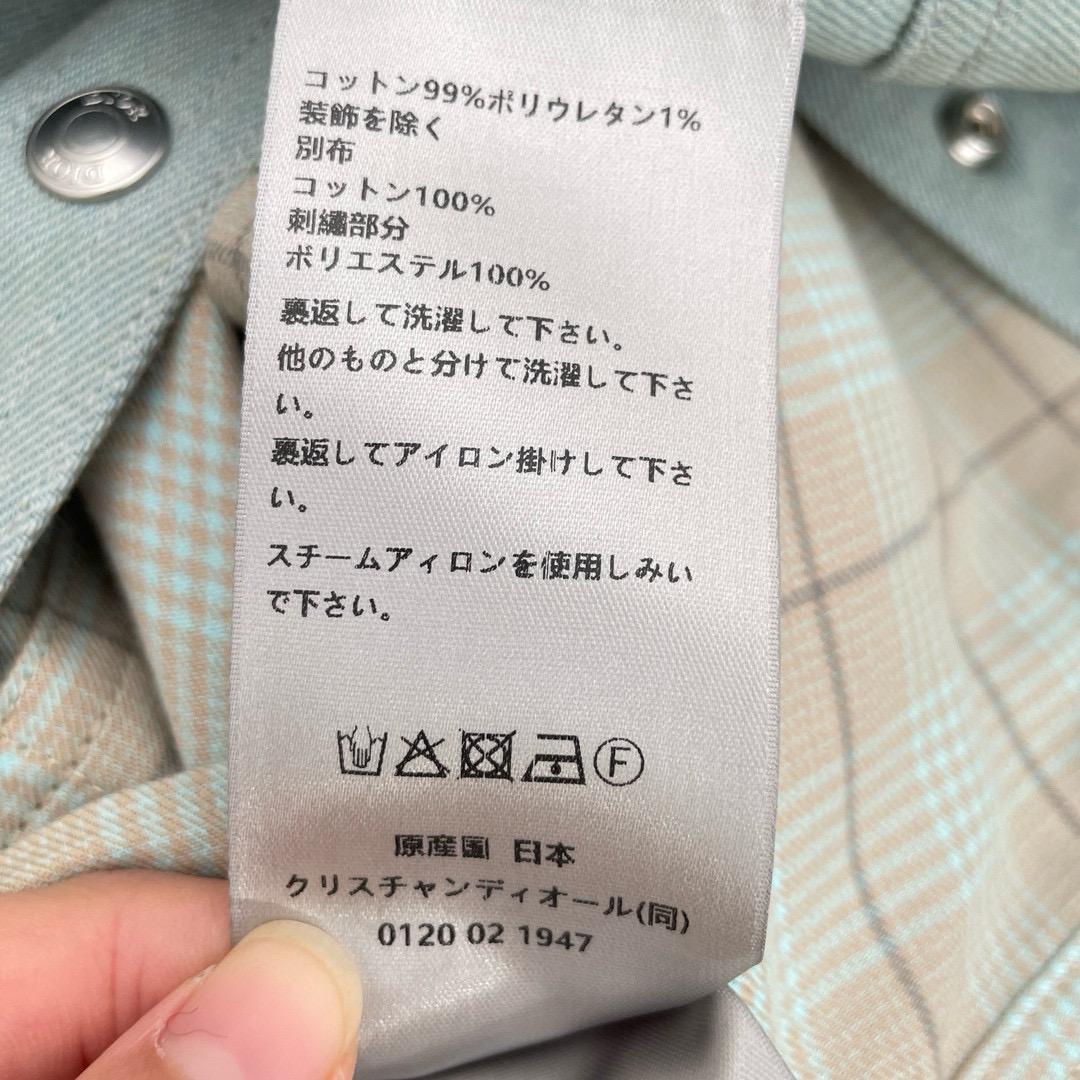 DIOR
コットン99%ポリウレタン1%
装飾を除く
別布
コットン100%
刺繍部分
ポリエステル100%
裏返して洗濯して下さい。
他のものと分けて洗濯して下さ
い。
裏返してアイロン掛けして下さ
い。
スチームアィロンを使用しみい
で下さい。
F
原産国 日本
クリスチャンディオール(同)
0120 02 1947